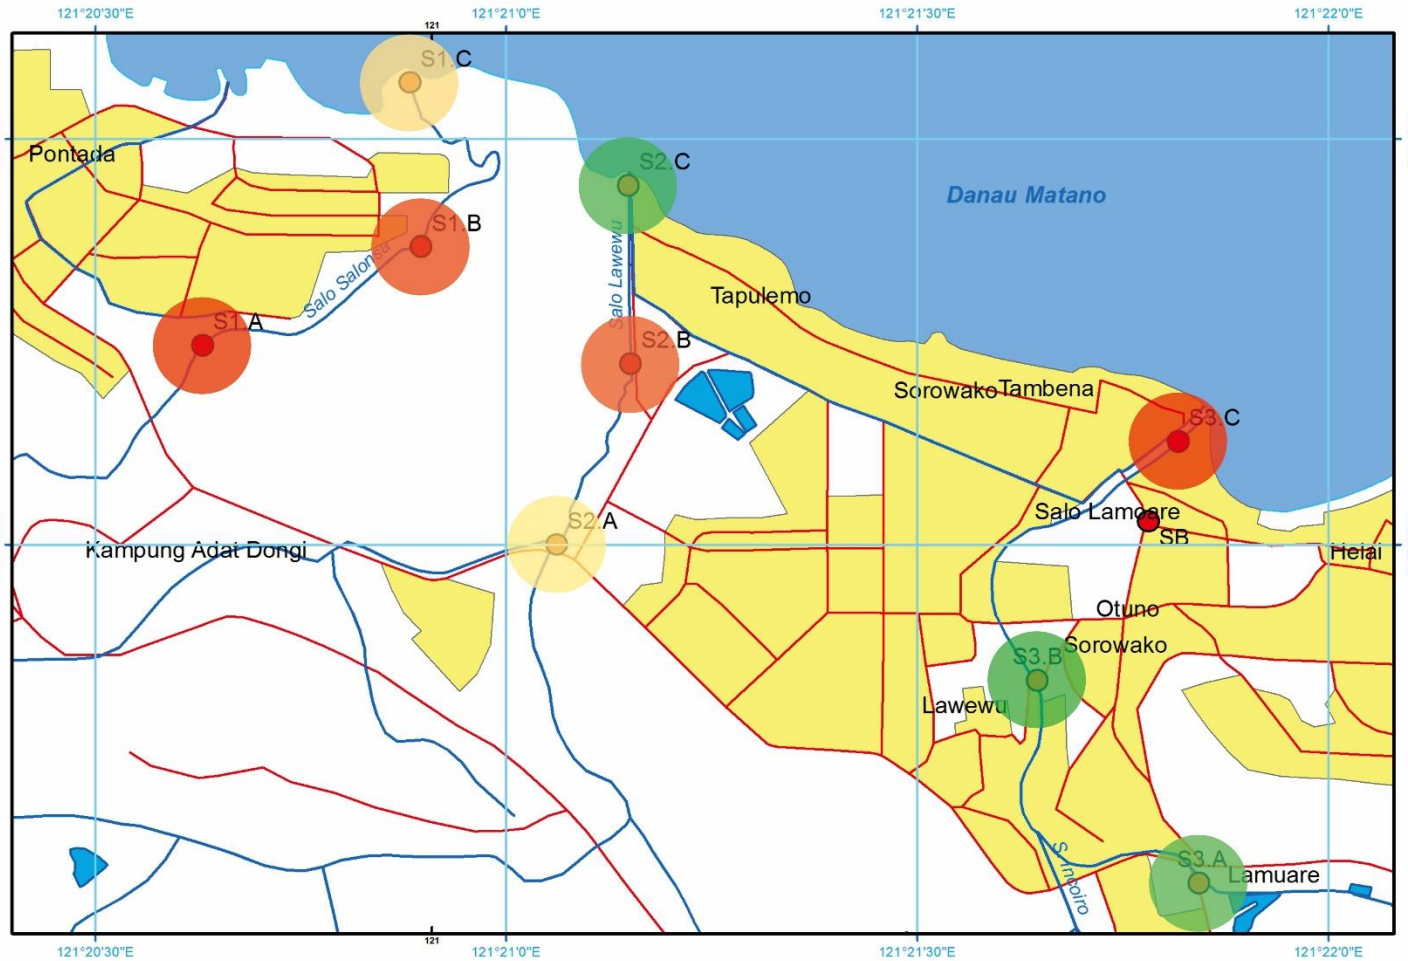 121°20'30"E
121°21'0"E
121°21'30"E
121°22'0"E
121
S1.C
Pontada
S2.C
Danau Matano
S1.B
Salo Salonsa
Salo Lawewu
Tapulemo
S1.A
S2.B
Sorowako
Tambena
S3.C
Salo Lamoare
S2.A
SB
Kampung Adat Dongi
Helai
Otuno
S3.B
Sorowako
Lawewu
S. Incoiro
S3.A
Lamuare
121°20'30"E
121
121°21'0"E
121°21'30"E
121°22'0"E